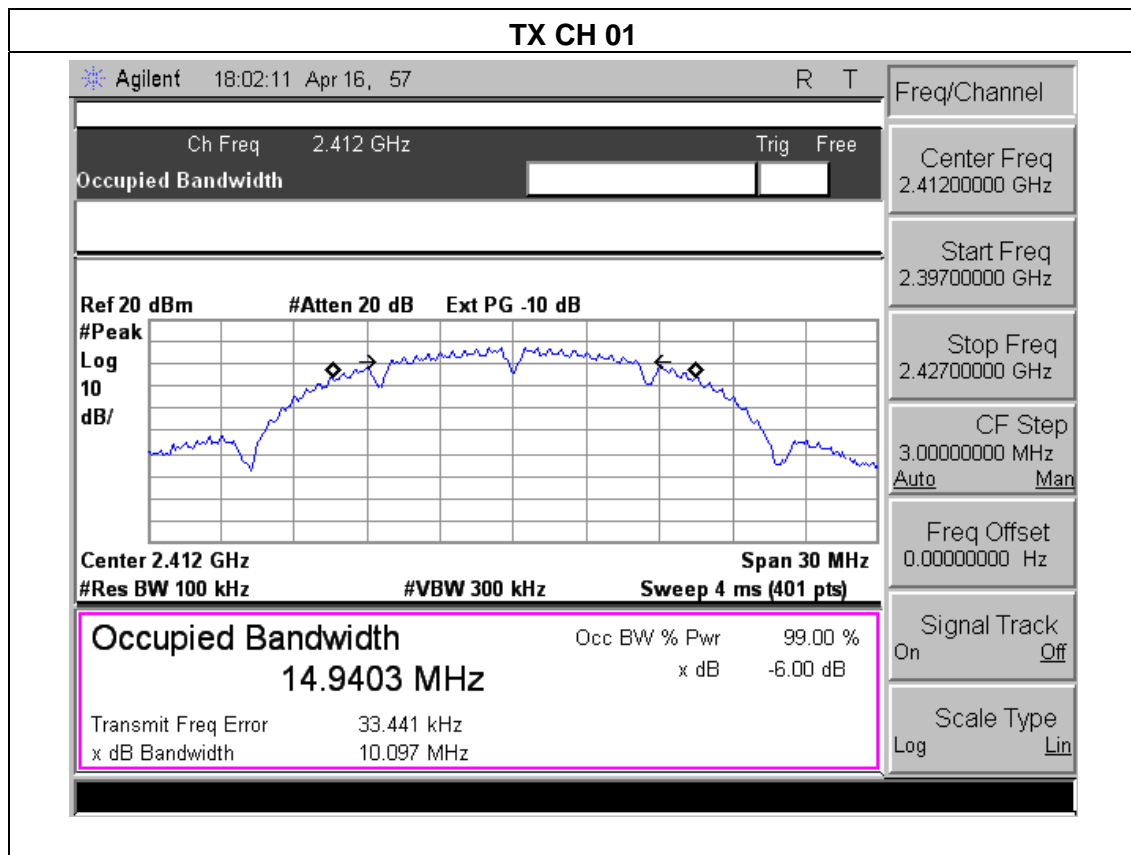 TX CH 01
Agilent 18:02:11 Apr 16, 57 R T
Freq/Channel
Ch Freq 2.412 GHz Trig Free
Occupied Bandwidth
Center Freq
2.41200000 GHz
Start Freq
2.39700000 GHz
Ref 20 dBm #Atten 20 dB Ext PG -10 dB
#Peak
Log
10
dB/
Stop Freq
2.42700000 GHz
CF Step
3.00000000 MHz
Auto Man
Center 2.412 GHz Span 30 MHz
#Res BW 100 kHz #VBW 300 kHz Sweep 4 ms (401 pts)
Freq Offset
0.00000000 Hz
Occupied Bandwidth Occ BW % Pwr 99.00 %
14.9403 MHz x dB -6.00 dB
Transmit Freq Error 33.441 kHz
x dB Bandwidth 10.097 MHz
Signal Track
On Off
Scale Type
Log Lin